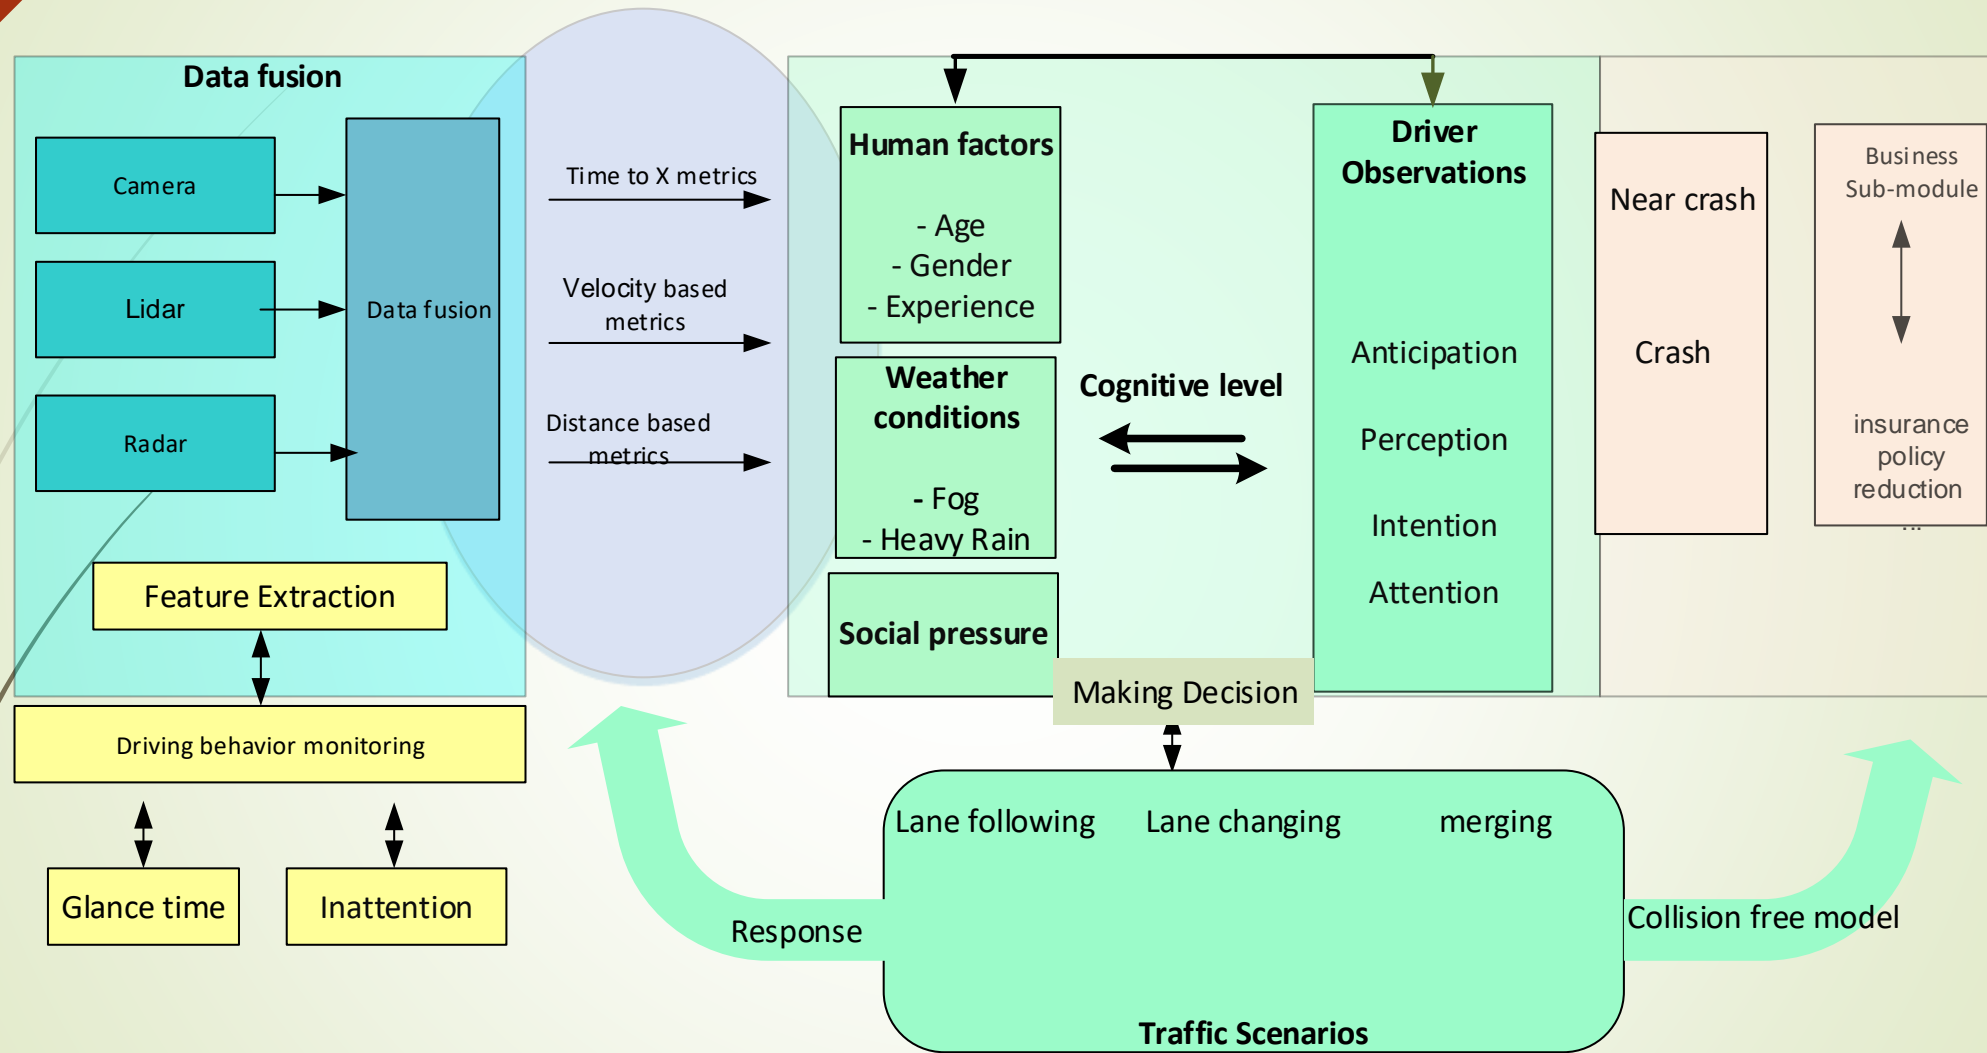 Data fusion
Camera
Lidar
Radar
Data fusion
Feature Extraction
Driving behavior monitoring
Glance time
Inattention
Time to X metrics
Velocity based
metrics
Distance based
metrics
Human factors
- Age
- Gender
- Experience
Weather
conditions
- Fog
- Heavy Rain
Social pressure
Cognitive level
Making Decision
Driver
Observations
Anticipation
Perception
Intention
Attention
Near crash
Crash
Business
Sub-module
insurance
policy
reduction
...
Lane following
Lane changing
merging
Response
Collision free model
Traffic Scenarios